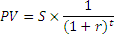 PV = S × 1/(1 + r)^t